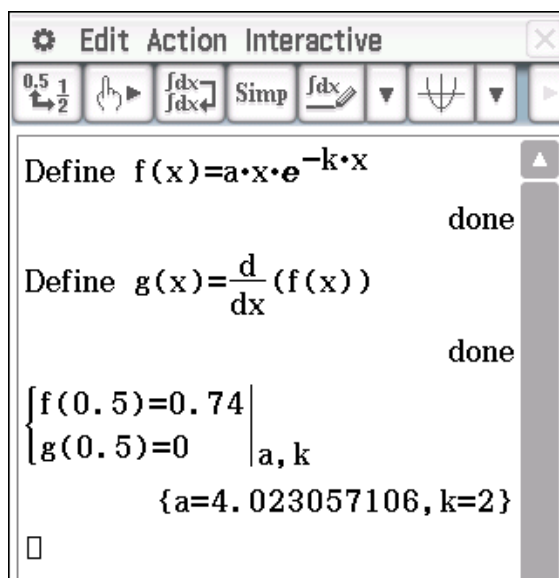 Edit Action Interactive
0.5 1/2 ∫dx ∫dx Simp ∫dx
Define f(x)=a·x·e^(-k·x)
done
Define g(x)=d/dx(f(x))
done
{f(0.5)=0.74
g(0.5)=0|a,k
{a=4.023057106,k=2}